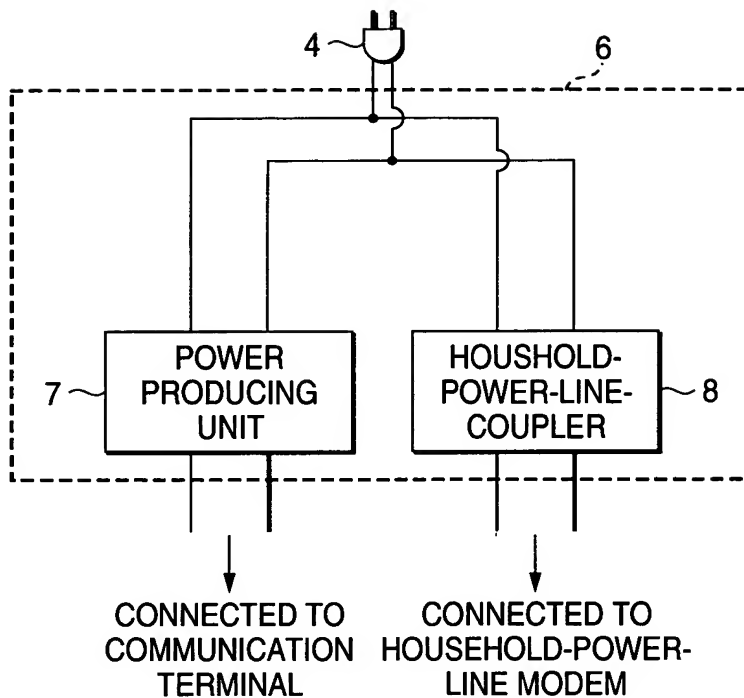 4
6
POWER
PRODUCING
UNIT
7
HOUSHOLD-
POWER-LINE-
COUPLER
8
CONNECTED TO
COMMUNICATION
TERMINAL
CONNECTED TO
HOUSEHOLD-POWER-
LINE MODEM